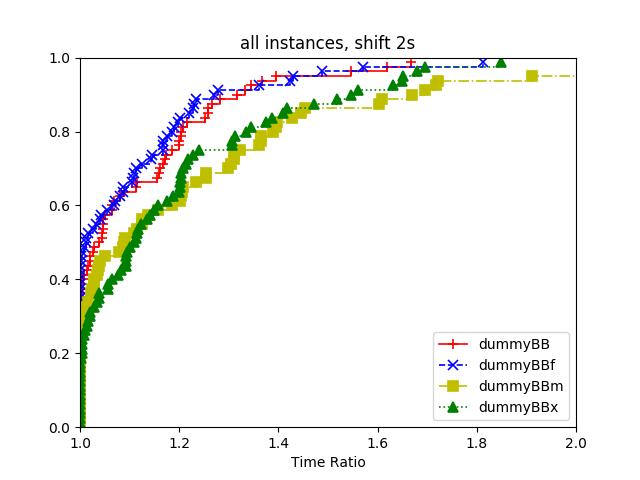 all instances, shift 2s
1.0
0.8
0.6
0.4
0.2
0.0
1.0 1.2 1.4 1.6 1.8 2.0
Time Ratio
dummyBB
dummyBBf
dummyBBm
dummyBBx